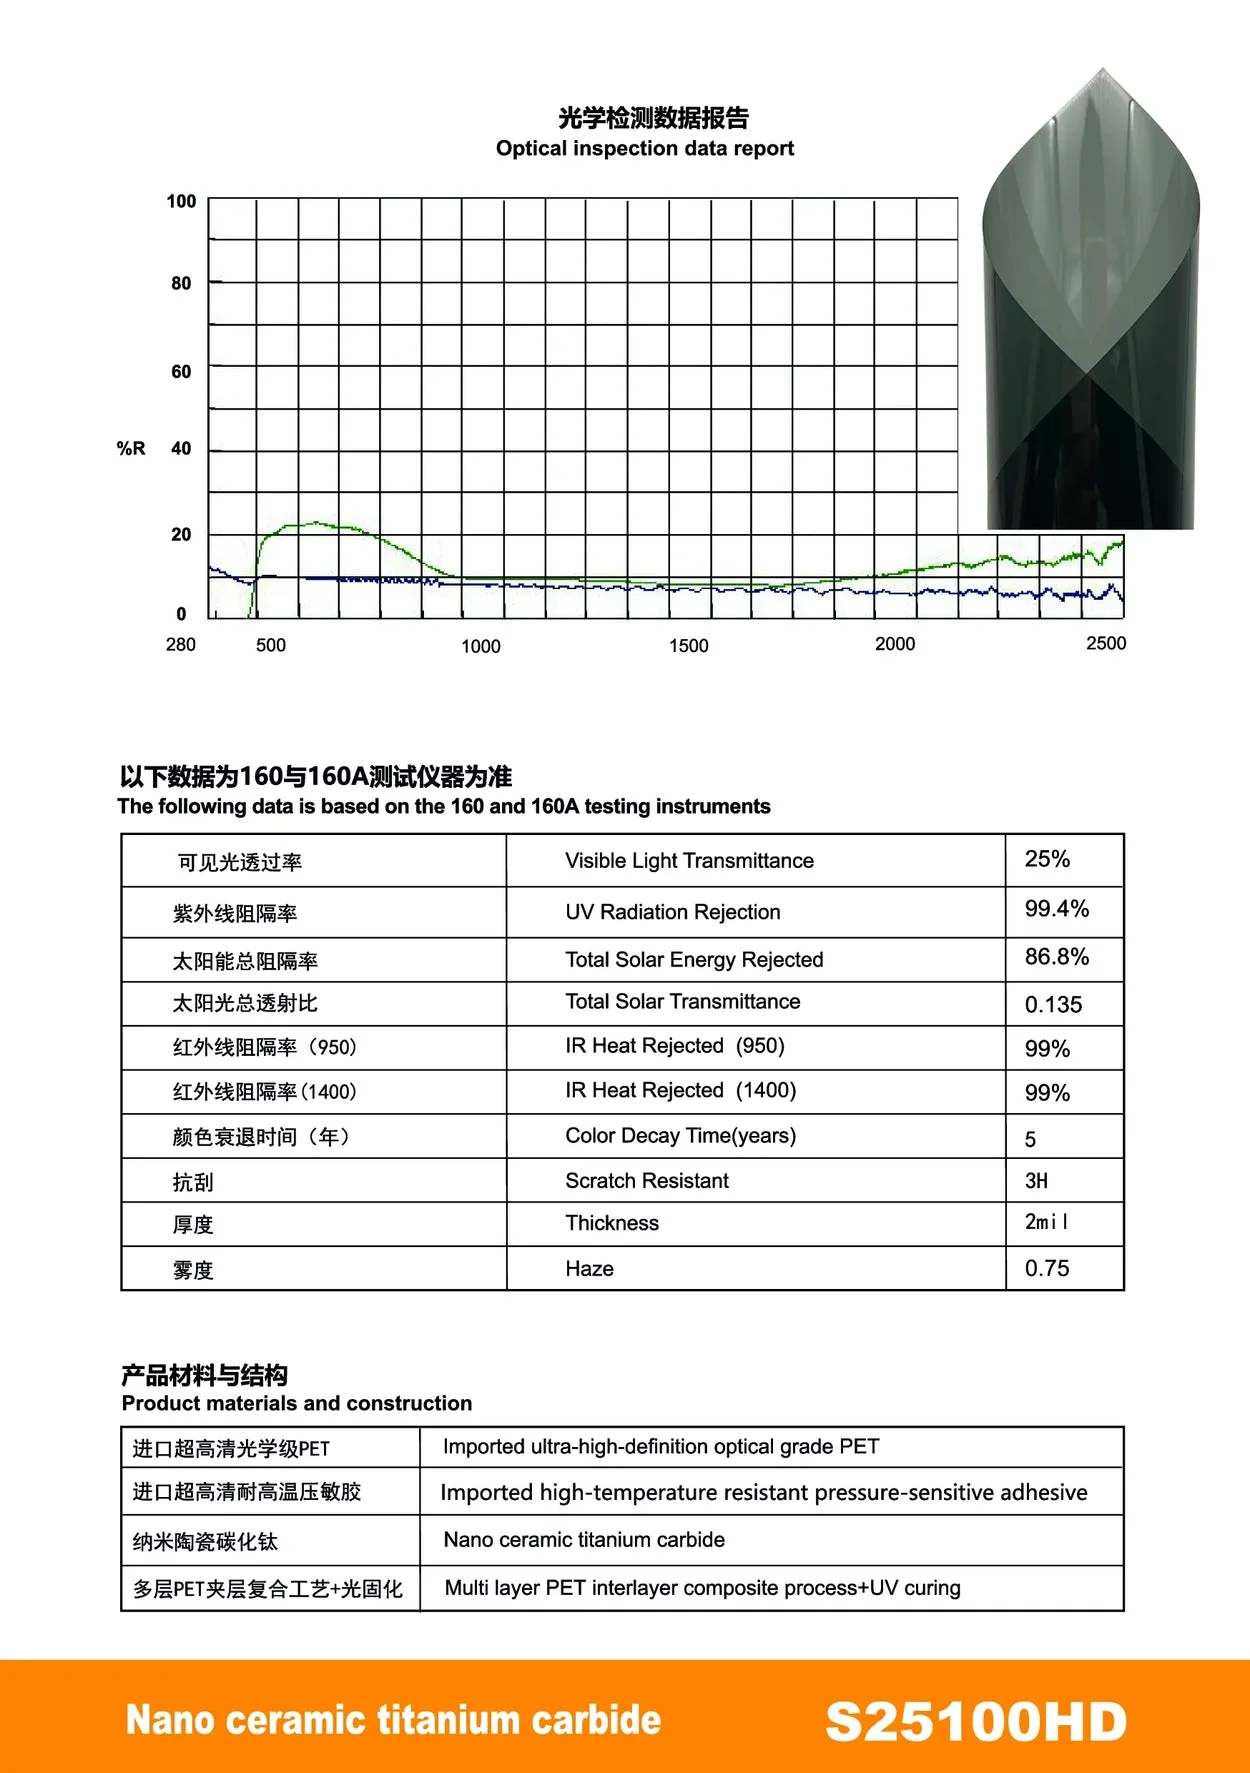 光学检测数据报告
Optical inspection data report
100
80
60
%R 40
20
0
280 500 1000 1500 2000 2500
以下数据为160与160A测试仪器为准
The following data is based on the 160 and 160A testing instruments
可见光透过率 Visible Light Transmittance 25%
紫外线阻隔率 UV Radiation Rejection 99.4%
太阳能总阻隔率 Total Solar Energy Rejected 86.8%
太阳光总透射比 Total Solar Transmittance 0.135
红外线阻隔率（950） IR Heat Rejected (950) 99%
红外线阻隔率(1400) IR Heat Rejected (1400) 99%
颜色衰退时间（年） Color Decay Time(years) 5
抗刮 Scratch Resistant 3H
厚度 Thickness 2mil
雾度 Haze 0.75
产品材料与结构
Product materials and construction
进口超高清光学级PET Imported ultra-high-definition optical grade PET
进口超高清耐高温压敏胶 Imported high-temperature resistant pressure-sensitive adhesive
纳米陶瓷碳化钛 Nano ceramic titanium carbide
多层PET夹层复合工艺+光固化 Multi layer PET interlayer composite process+UV curing
Nano ceramic titanium carbide S25100HD